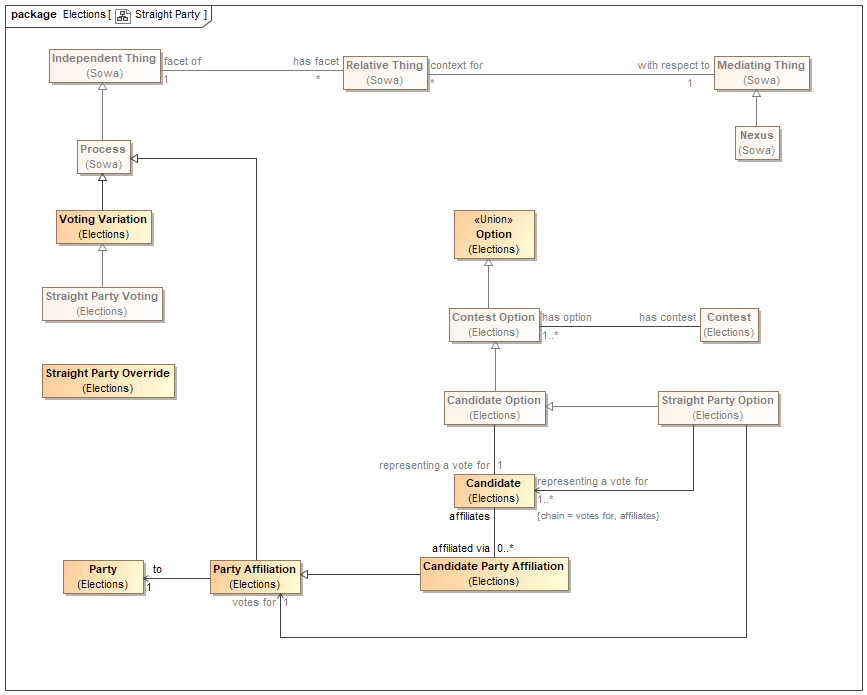 package Elections [ Straight Party ]
Independent Thing
(Sowa)
facet of
1
has facet
*
Relative Thing
(Sowa)
context for
*
with respect to
1
Mediating Thing
(Sowa)
Nexus
(Sowa)
Process
(Sowa)
Voting Variation
(Elections)
«Union»
Option
(Elections)
Straight Party Voting
(Elections)
Contest Option
(Elections)
has option
1..*
has contest
Contest
(Elections)
Straight Party Override
(Elections)
Candidate Option
(Elections)
Straight Party Option
(Elections)
representing a vote for
1
Candidate
(Elections)
representing a vote for
1..*
{chain = votes for, affiliates}
affiliates
affiliated via
0..*
Party
(Elections)
to
1
Party Affiliation
(Elections)
Candidate Party Affiliation
(Elections)
votes for
1